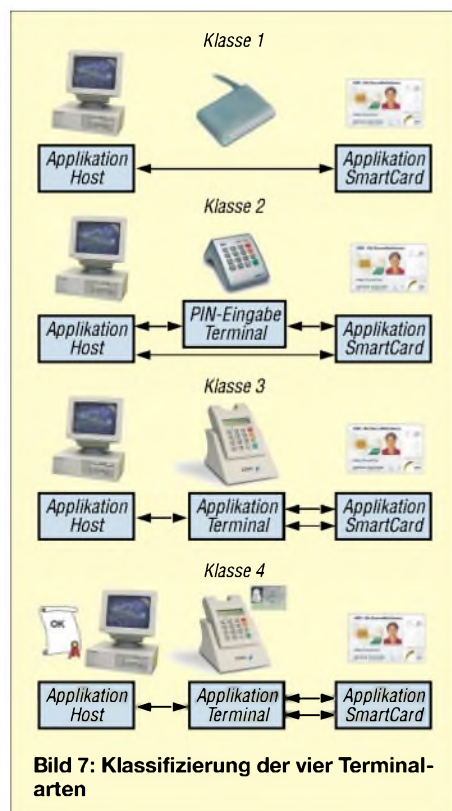 Klasse 1
Applikation Applikation
Host SmartCard
Klasse 2
PIN-Eingabe
Terminal
Applikation Applikation
Host SmartCard
Klasse 3
Applikation Applikation Applikation
Host Terminal SmartCard
Klasse 4
OK
Applikation Applikation Applikation
Host Terminal SmartCard
Bild 7: Klassifizierung der vier Terminal-
arten